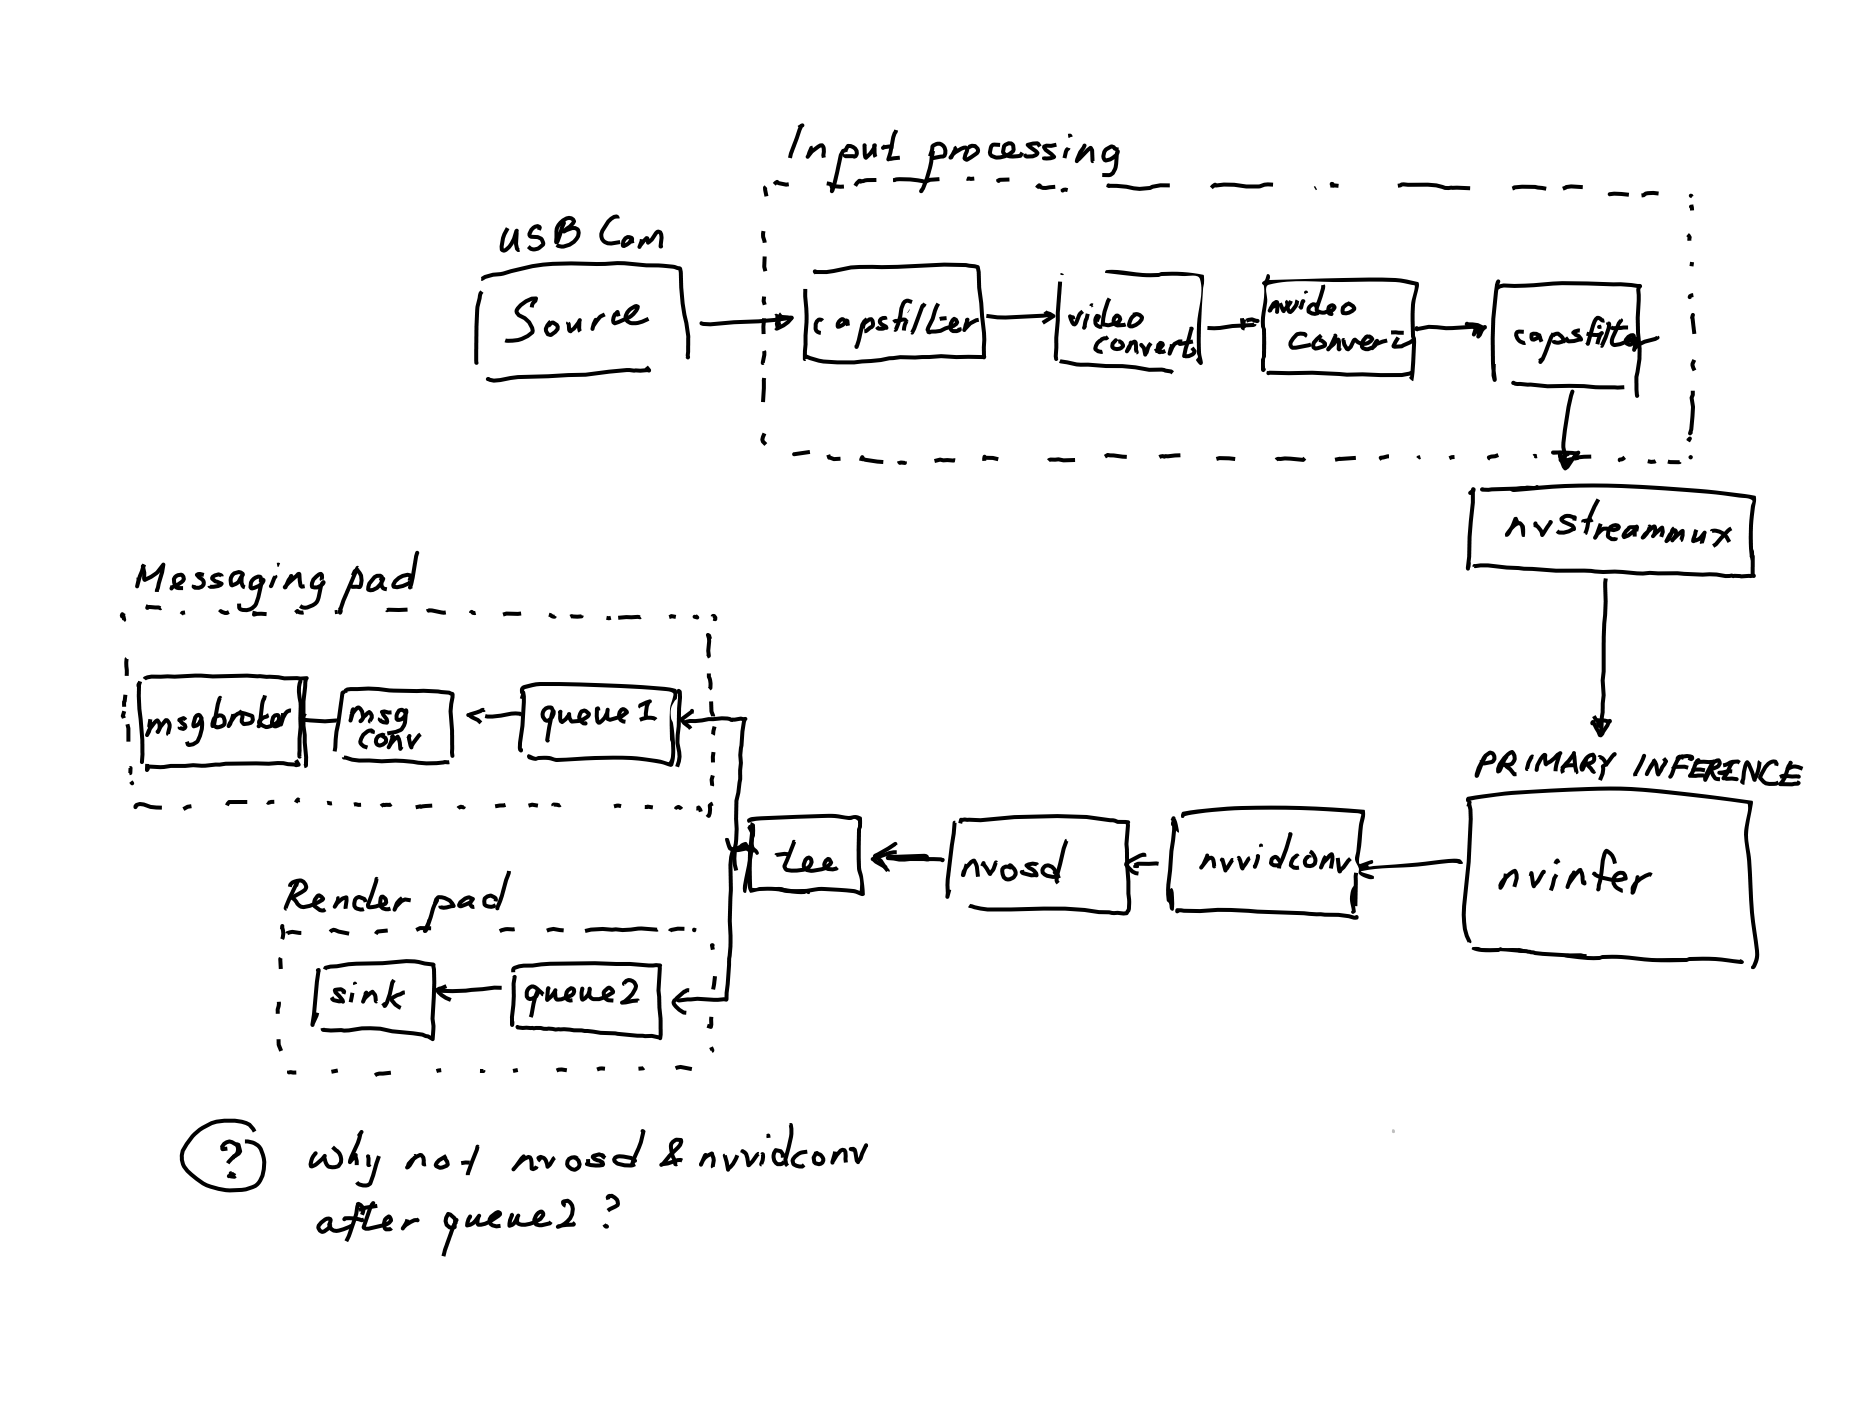 Input processing
USB Cam
Source
capsfilter
video
convert
nvvideo
convert
capsfilter
nvstreammux
Messaging pad
msgbroker
msg
conv
queue1
PRIMARY INFERENCE
nvinfer
nvvidconv
nvosd
tee
Render pad
sink
queue2
? why not nvosd & nvvidconv
after queue2 ?